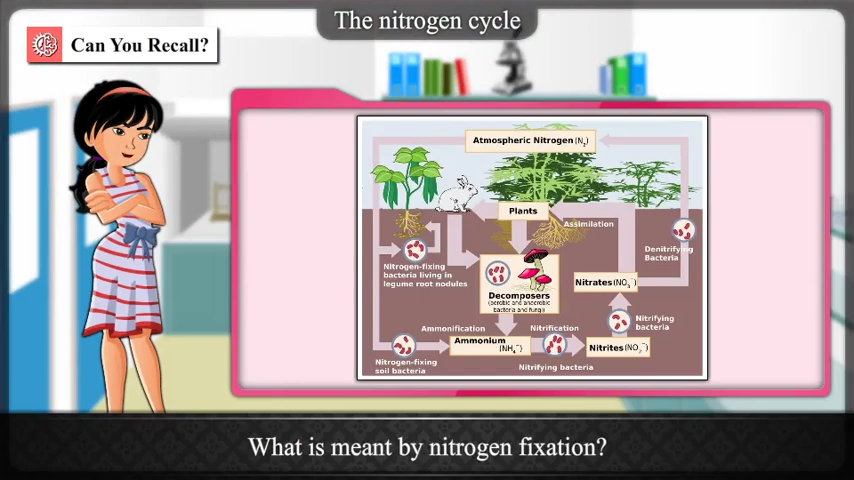 The nitrogen cycle
Can You Recall?
Atmospheric Nitrogen (N₂)
Plants
Assimilation
Denitrifying
Bacteria
Nitrogen-fixing
bacteria living in
legume root nodules
Decomposers
(aerobic and anaerobic
bacteria and fungi)
Nitrates (NO₃⁻)
Nitrifying
bacteria
Ammonification
Nitrification
Ammonium (NH₄⁻)
Nitrites (NO₂⁻)
Nitrifying bacteria
Nitrogen-fixing
soil bacteria
What is meant by nitrogen fixation?